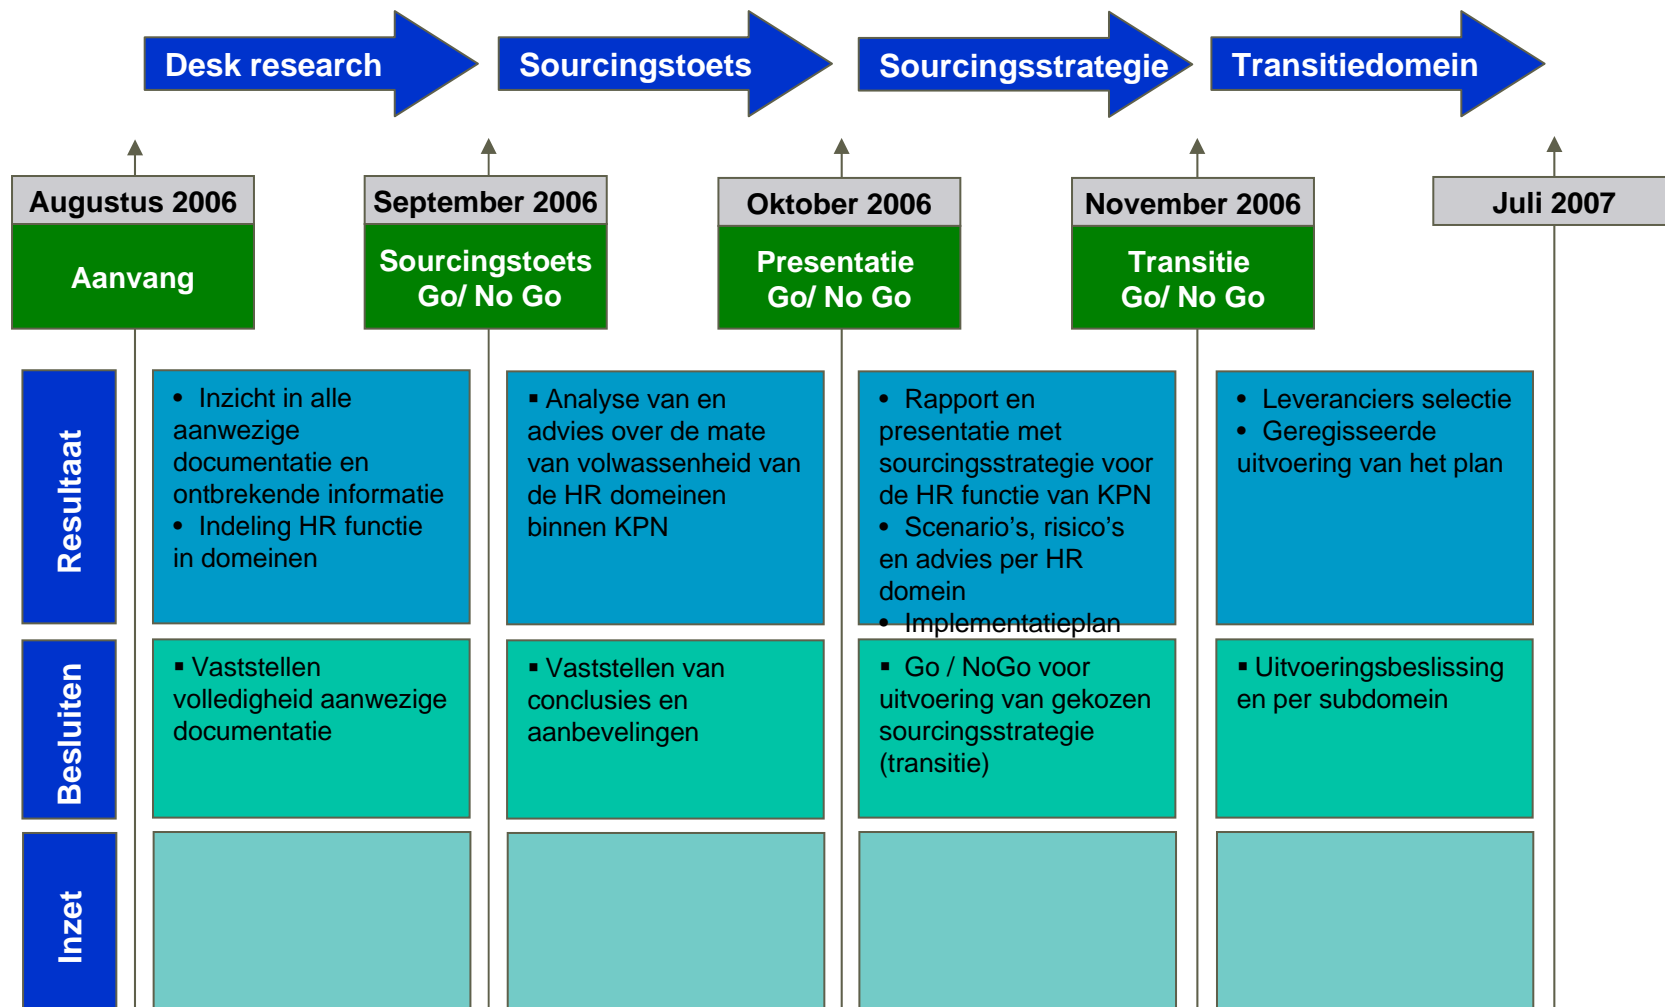 Desk research
Sourcingstoets
Sourcingsstrategie
Transitiedomein
Augustus 2006
September 2006
Oktober 2006
November 2006
Juli 2007
Aanvang
Sourcingstoets
Go/ No Go
Presentatie
Go/ No Go
Transitie
Go/ No Go
Resultaat
• Inzicht in alle
aanwezige
documentatie en
ontbrekende informatie
• Indeling HR functie
in domeinen
▪ Analyse van en
advies over de mate
van volwassenheid van
de HR domeinen
binnen KPN
• Rapport en
presentatie met
sourcingsstrategie voor
de HR functie van KPN
• Scenario’s, risico’s
en advies per HR
domein
• Implementatieplan
• Leveranciers selectie
• Geregisseerde
uitvoering van het plan
Besluiten
▪ Vaststellen
volledigheid aanwezige
documentatie
▪ Vaststellen van
conclusies en
aanbevelingen
▪ Go / NoGo voor
uitvoering van gekozen
sourcingsstrategie
(transitie)
▪ Uitvoeringsbeslissing
en per subdomein
Inzet